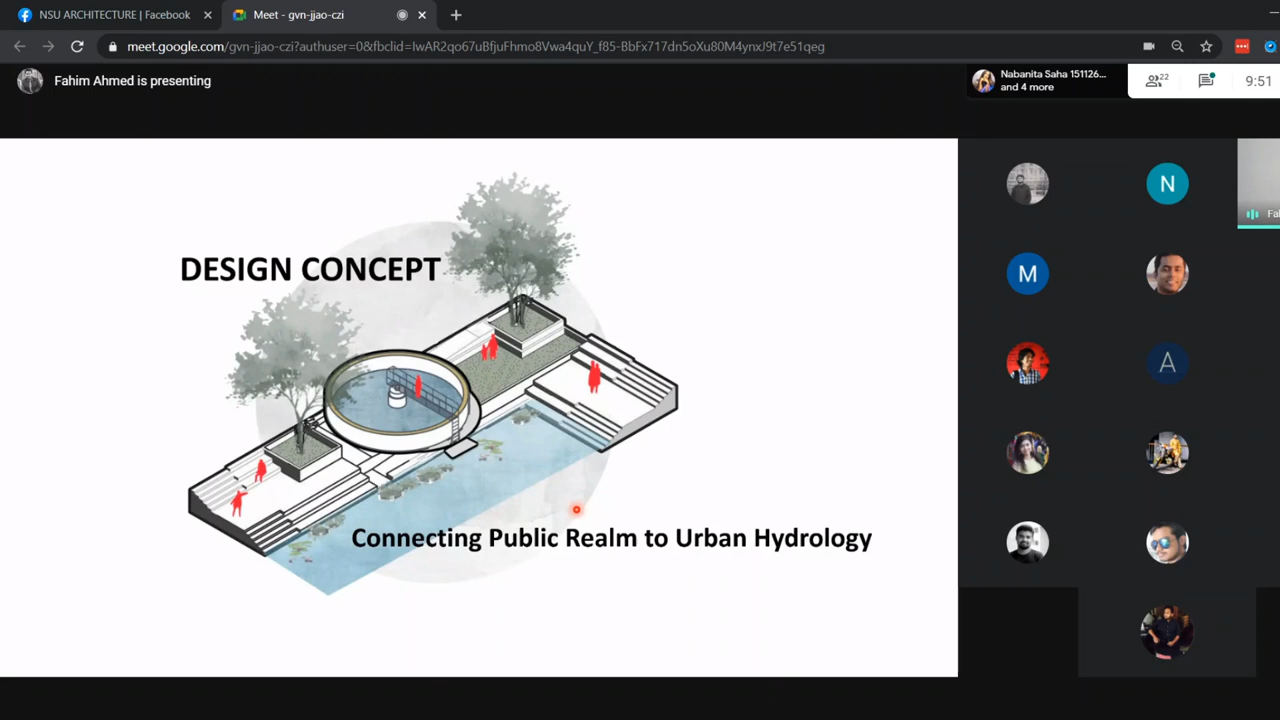 NSU ARCHITECTURE | Facebook
Meet - gvn-jjao-czi
meet.google.com/gvn-jjao-czi?authuser=0&fbclid=IwAR2qo67uBfjuFhmo8Vwa4quY_f85-BbFx717dn5oXu80M4ynxJ9t7e51qeg
Fahim Ahmed is presenting
Nabanita Saha 151126...
and 4 more
22
9:51
N
Fal
M
A
DESIGN CONCEPT
Connecting Public Realm to Urban Hydrology